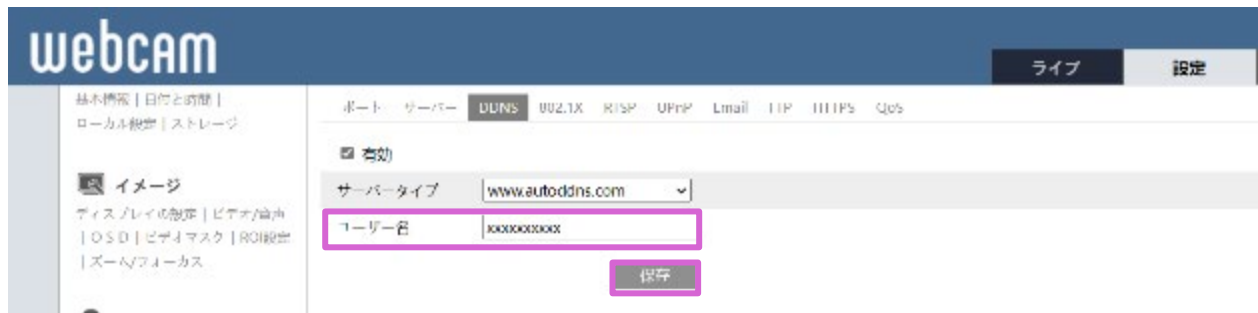 webcam
ライブ 設定
基本情報 | 日付と時間 |
ローカル設定 | ストレージ
ポート サーバー DDNS 802.1X RTSP UPnP Email FTP HTTPS QoS
有効
イメージ
サーバータイプ www.autoddns.com
ディスプレイの設定 | ビデオ/音声
| OSD | ビデオマスク | ROI設定
| ズーム/フォーカス
ユーザー名 xxxxxxxxxx
保存